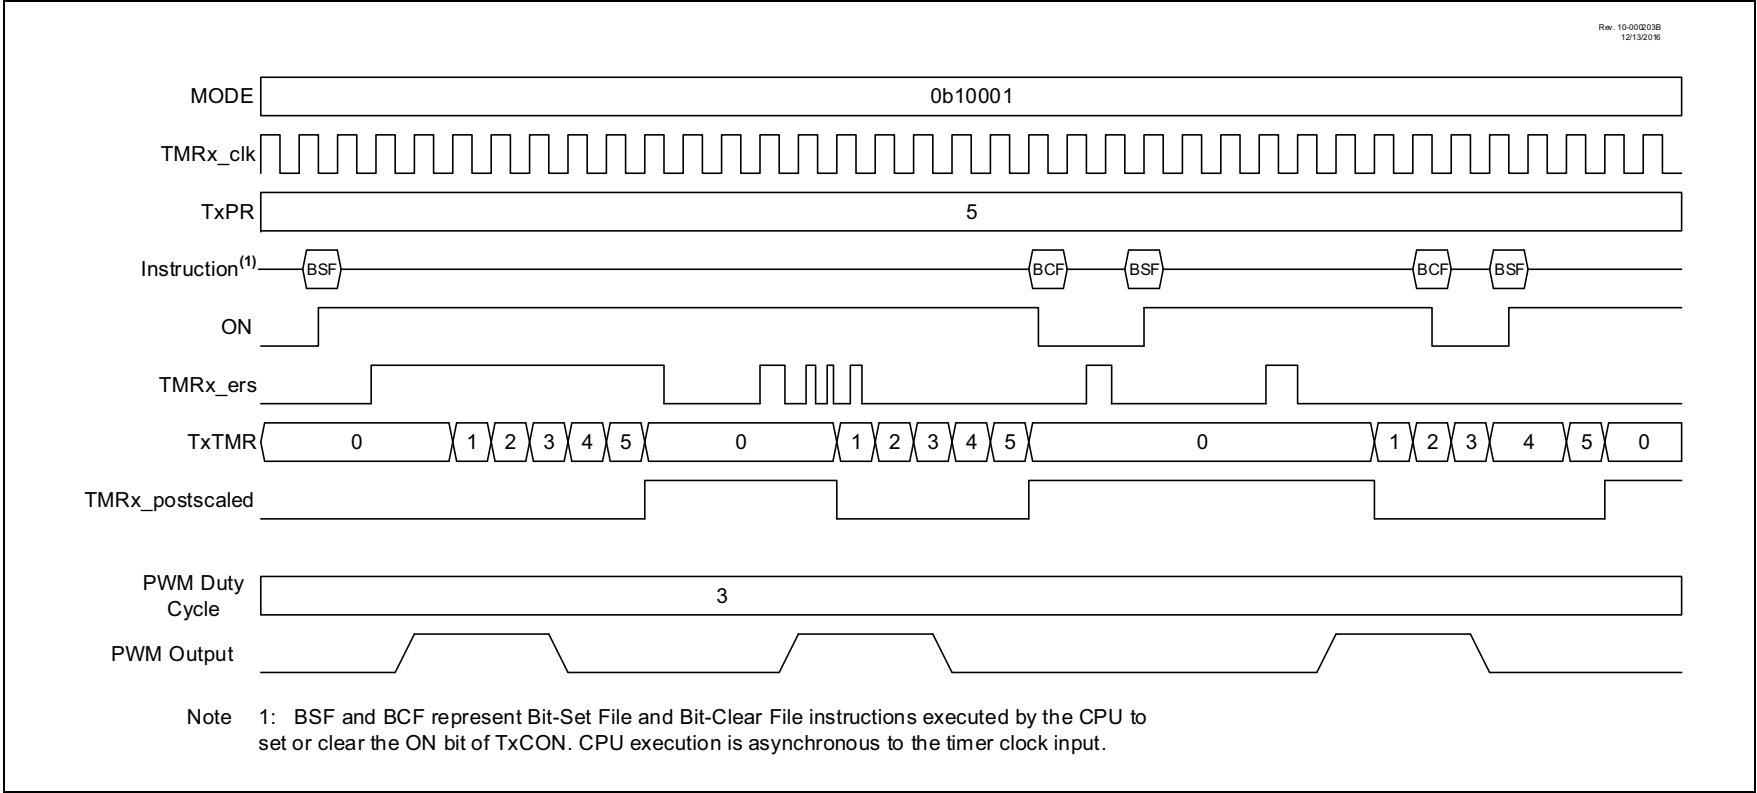 Rev. 10-000203B
12/13/2016
MODE 0b10001
TMRx_clk
TxPR 5
Instruction(1) BSF BCF BSF BCF BSF
ON
TMRx_ers
TxTMR 0 1 2 3 4 5 0 1 2 3 4 5 0 1 2 3 4 5 0
TMRx_postscaled
PWM Duty
Cycle 3
PWM Output
Note 1: BSF and BCF represent Bit-Set File and Bit-Clear File instructions executed by the CPU to
set or clear the ON bit of TxCON. CPU execution is asynchronous to the timer clock input.